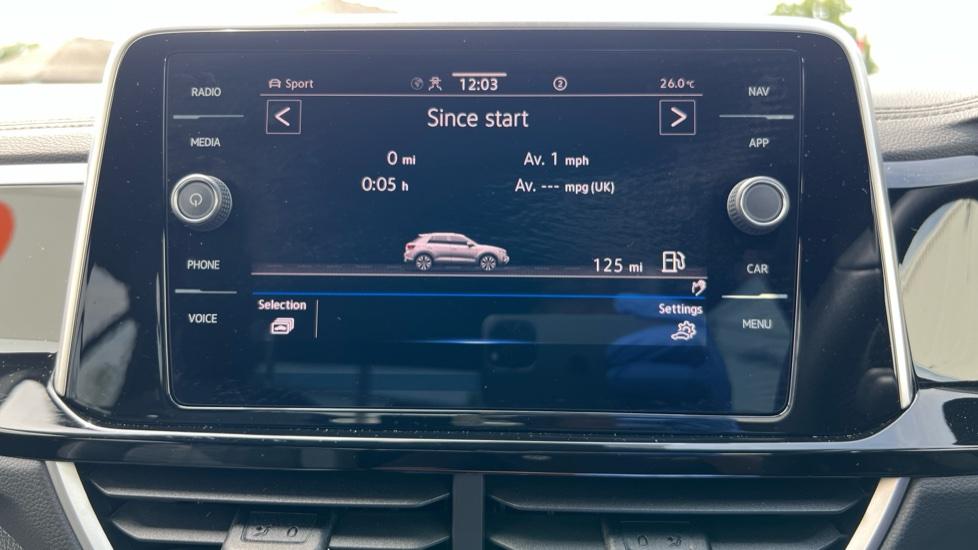 RADIO
MEDIA
PHONE
VOICE
Sport 12:03 2 26.0°C
< Since start >
0 mi Av. 1 mph
0:05 h Av. --- mpg (UK)
125 mi
Selection Settings
NAV
APP
CAR
MENU